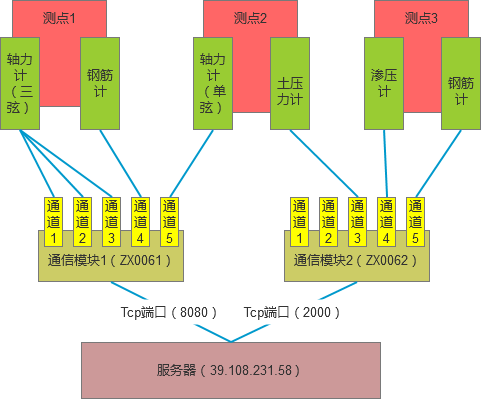 测点1
测点2
测点3
轴力
计
（三
弦）
钢筋
计
轴力
计
（单
弦）
土压
力计
渗压
计
钢筋
计
通
道
1
通
道
2
通
道
3
通
道
4
通
道
5
通
道
1
通
道
2
通
道
3
通
道
4
通
道
5
通信模块1（ZX0061）
通信模块2（ZX0062）
Tcp端口（8080）
Tcp端口（2000）
服务器（39.108.231.58）